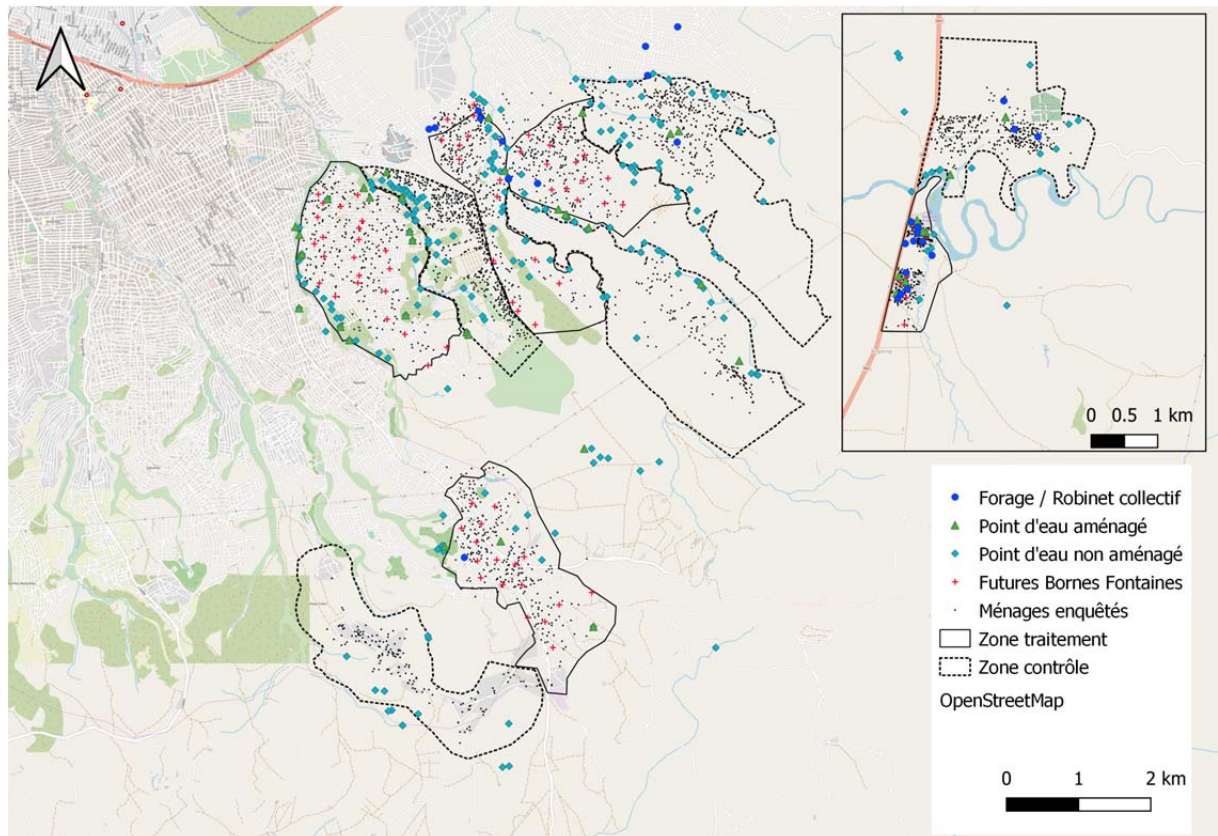 0 0.5 1 km
Forage / Robinet collectif
Point d'eau aménagé
Point d'eau non aménagé
Futures Bornes Fontaines
Ménages enquêtés
Zone traitement
Zone contrôle
OpenStreetMap
0 1 2 km